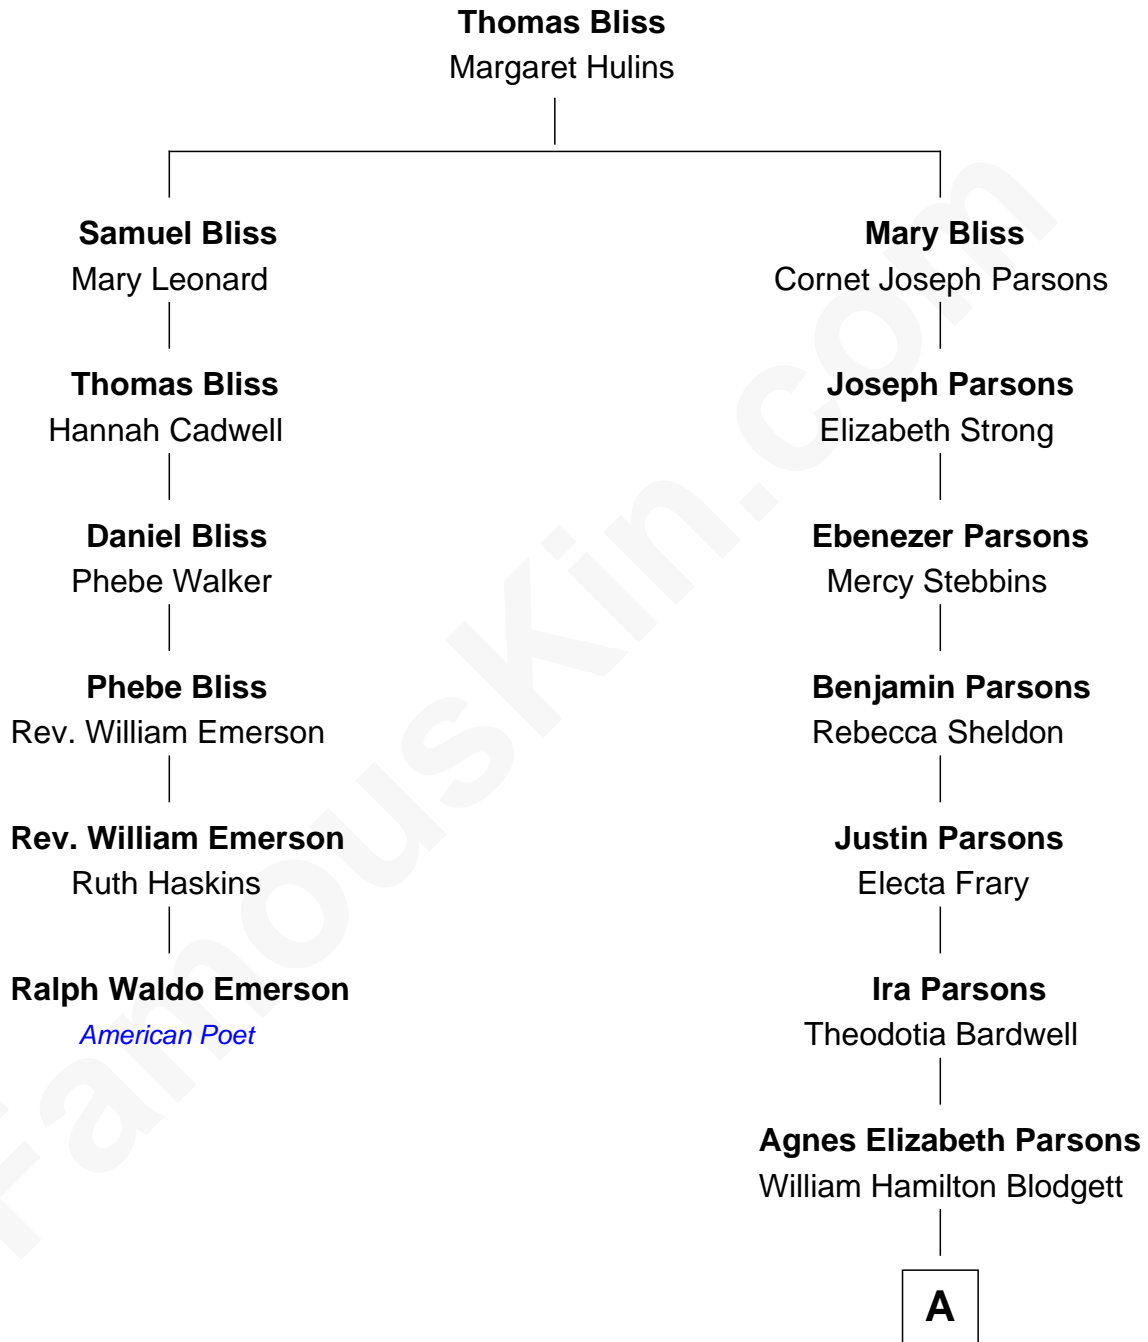 Thomas Bliss
Margaret Hulins
Samuel Bliss
Mary Leonard
Thomas Bliss
Hannah Cadwell
Daniel Bliss
Phebe Walker
Phebe Bliss
Rev. William Emerson
Rev. William Emerson
Ruth Haskins
Ralph Waldo Emerson
American Poet
Mary Bliss
Cornet Joseph Parsons
Joseph Parsons
Elizabeth Strong
Ebenezer Parsons
Mercy Stebbins
Benjamin Parsons
Rebecca Sheldon
Justin Parsons
Electa Frary
Ira Parsons
Theodotia Bardwell
Agnes Elizabeth Parsons
William Hamilton Blodgett
A
FamousKin.com